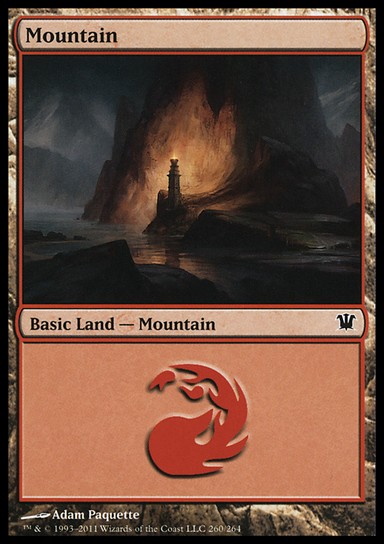 Mountain
Basic Land — Mountain
Adam Paquette
™ & © 1993–2011 Wizards of the Coast LLC 260/264